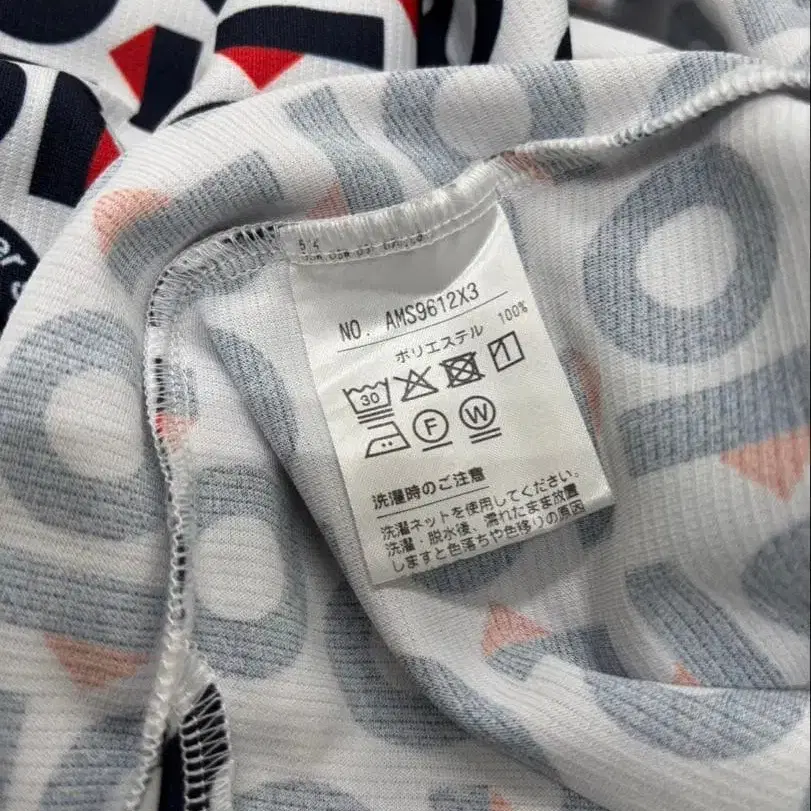 NO. AMS9612X3
ポリエステル 100%
30
F W
洗濯時のご注意
洗濯ネットを使用してください。
洗濯・脱水後、濡れたまま放置
しますと色落ちや色移りの原因
er